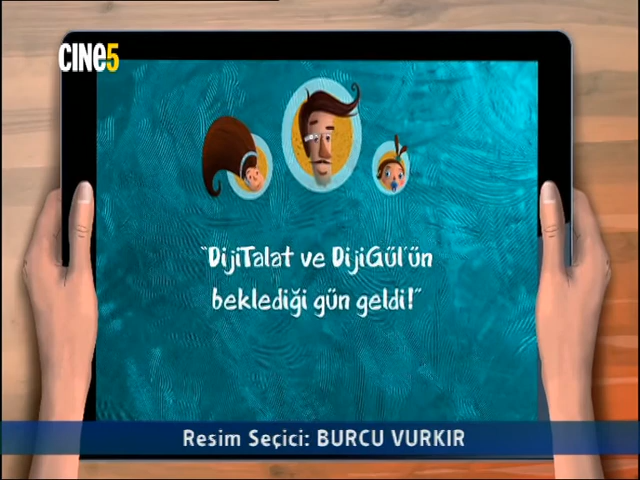 CINE5
"DijiTalat ve DijiGül'ün
beklediği gün geldi!"
Resim Seçici: BURCU VURKIR